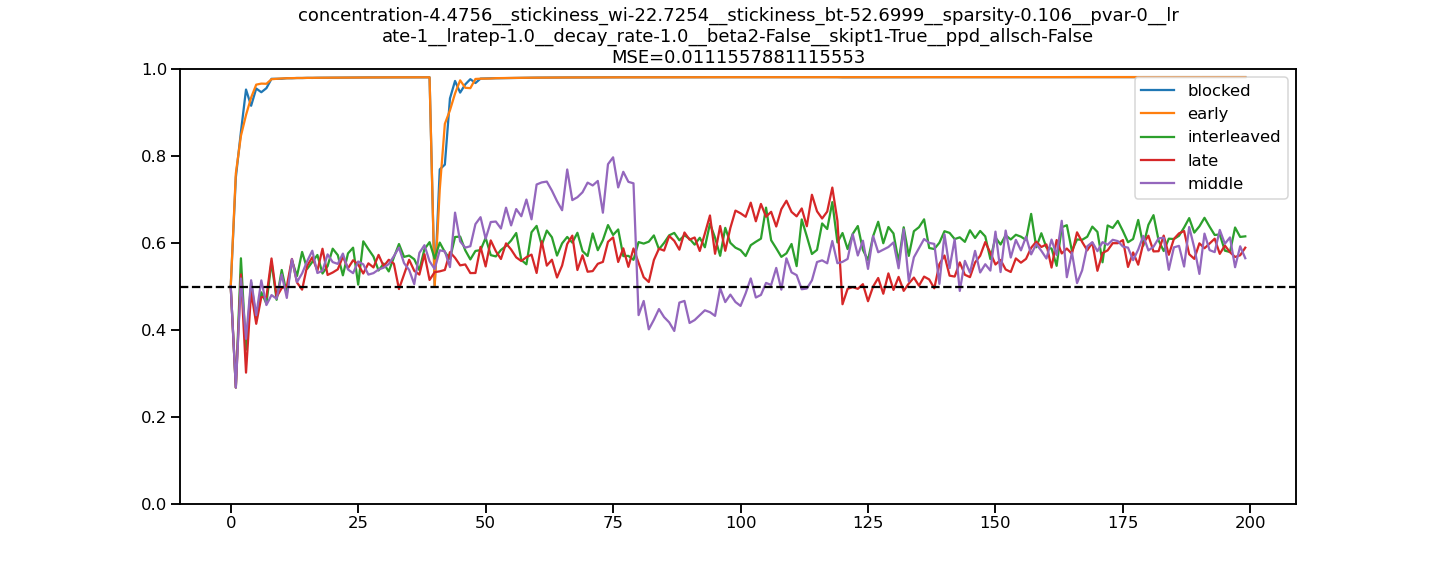 concentration-4.4756__stickiness_wi-22.7254__stickiness_bt-52.6999__sparsity-0.106__pvar-0__lr
ate-1__lratep-1.0__decay_rate-1.0__beta2-False__skipt1-True__ppd_allsch-False
MSE=0.0111557881115553
1.0
0.8
0.6
0.4
0.2
0.0
0
25
50
75
100
125
150
175
200
blocked
early
interleaved
late
middle